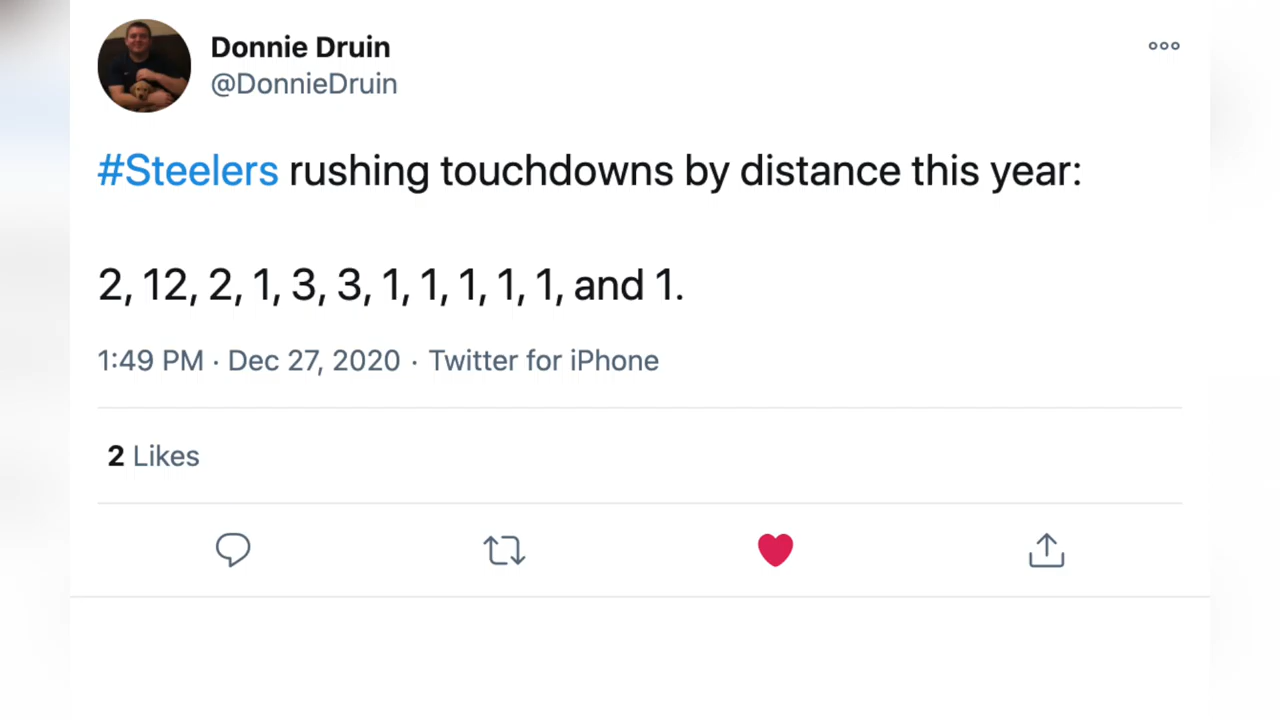 Donnie Druin
@DonnieDruin
#Steelers rushing touchdowns by distance this year:
2, 12, 2, 1, 3, 3, 1, 1, 1, 1, 1, and 1.
1:49 PM · Dec 27, 2020 · Twitter for iPhone
2 Likes